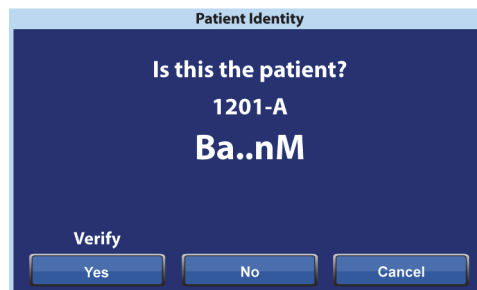 Patient Identity
Is this the patient?
1201-A
Ba..nM
Verify
Yes No Cancel